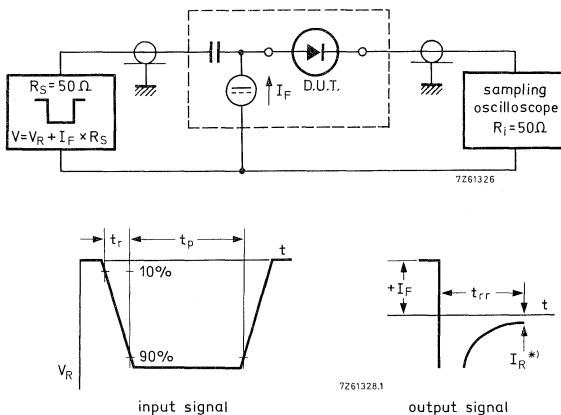 R_S = 50 Ω
V = V_R + I_F × R_S
I_F
D.U.T.
sampling
oscilloscope
R_i = 50Ω
7Z61326
t_r
t_p
t
10%
90%
V_R
input signal
+I_F
t_rr
t
I_R *)
7Z61328.1
output signal